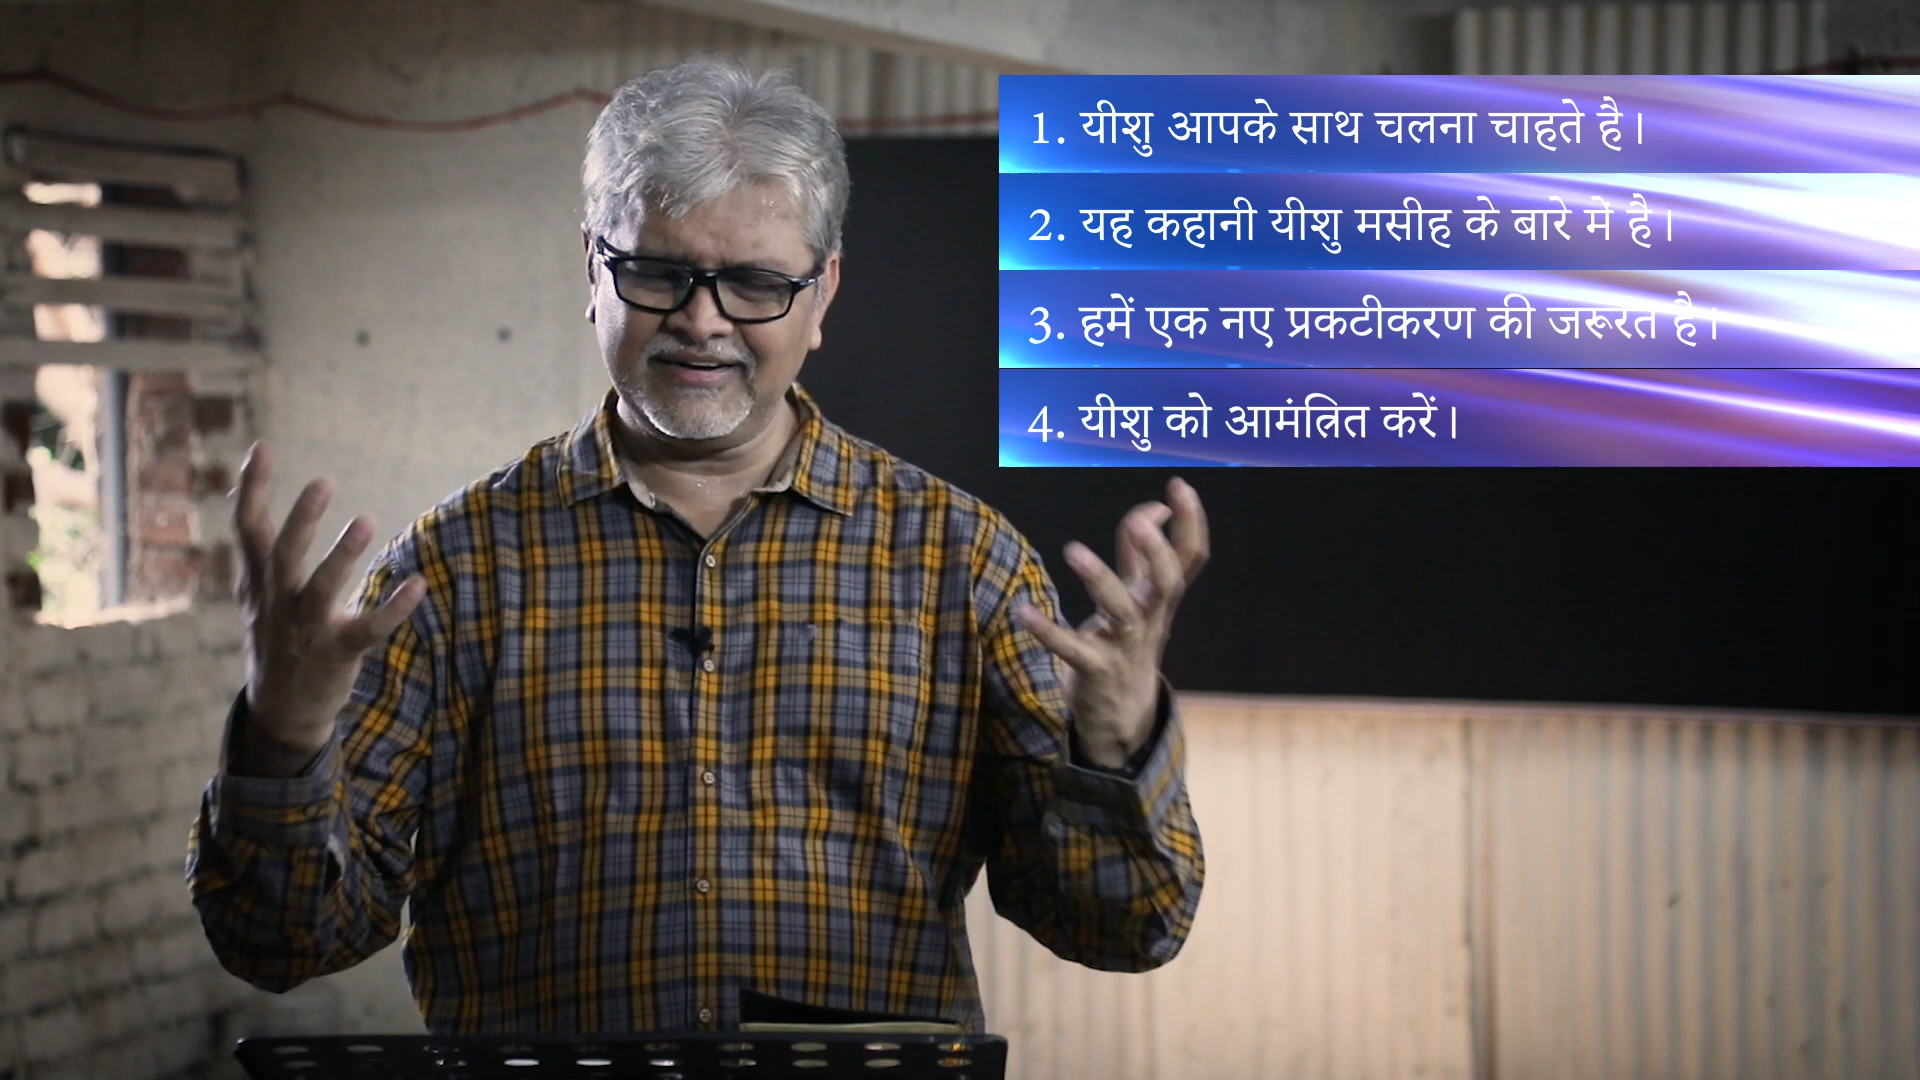 1. यीशु आपके साथ चलना चाहते है।
2. यह कहानी यीशु मसीह के बारे में है।
3. हमें एक नए प्रकटीकरण की जरूरत है।
4. यीशु को आमंत्रित करें।